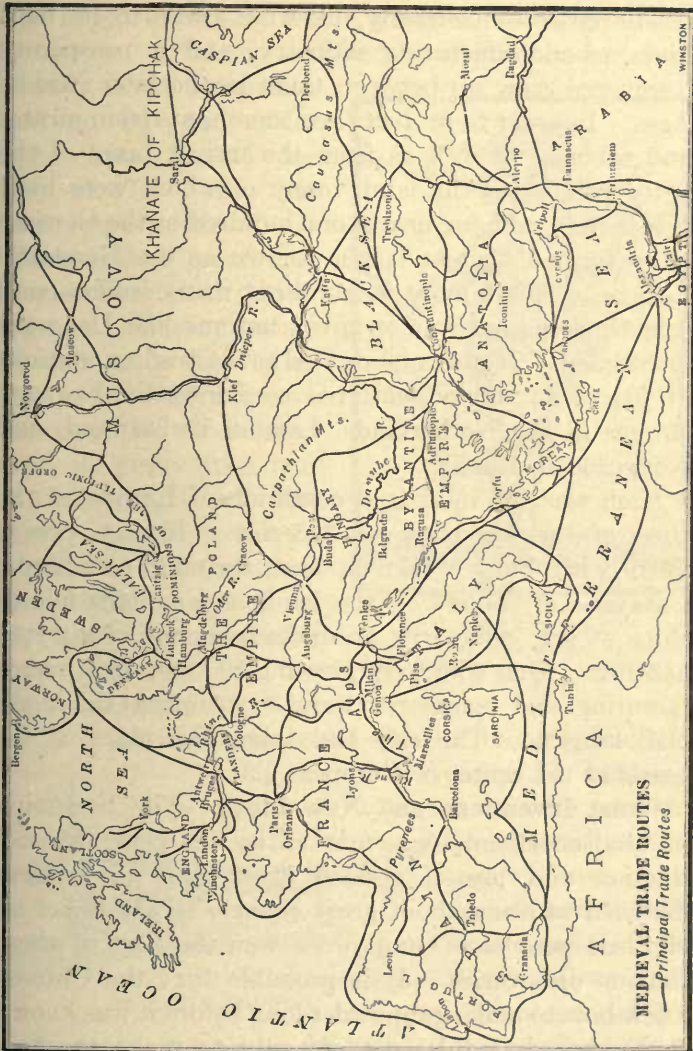 NORWAY
SWEDEN
Bergen
NORTH
SEA
SCOTLAND
IRELAND
York
ENGLAND
London
Winchester
ATLANTIC OCEAN
DENMARK
BALTIC SEA
DOMINIONS
OF
THE TEUTONIC ORDER
Novgorod
Moscow
MUSCOVY
KHANATE OF KIPCHAK
Sarai
CASPIAN SEA
Derbend
Caucasus Mts.
Lubeck
Hamburg
Magdeburg
Oder R.
POLAND
Cracow
Kief
Dnieper R.
Antwerp
Bruges
FLANDERS
Cologne
Rhine
R.
THE
EMPIRE
Augsburg
Vienna
Carpathian Mts.
Buda
Pest
HUNGARY
Danube
R.
Belgrade
Ragusa
Kaffa
BLACK SEA
Trebizond
Paris
Orleans
FRANCE
Lyons
Rhone R.
Alps
Milan
Venice
Genoa
Florence
Pisa
Rome
Naples
ITALY
Marseilles
CORSICA
SARDINIA
SICILY
Corfu
BYZANTINE
EMPIRE
Adrianople
Constantinople
ANATOLIA
Iconium
MOREA
CRETE
RHODES
CYPRUS
Aleppo
Tripoli
Damascus
Jerusalem
Mosul
Bagdad
ARABIA
Alexandria
Cairo
EGYPT
Pyrenees
Leon
Barcelona
Toledo
Granada
Lisbon
PORTUGAL
SPAIN
MEDITERRANEAN
SEA
Tunis
AFRICA
MEDIEVAL TRADE ROUTES
Principal Trade Routes
WINSTON